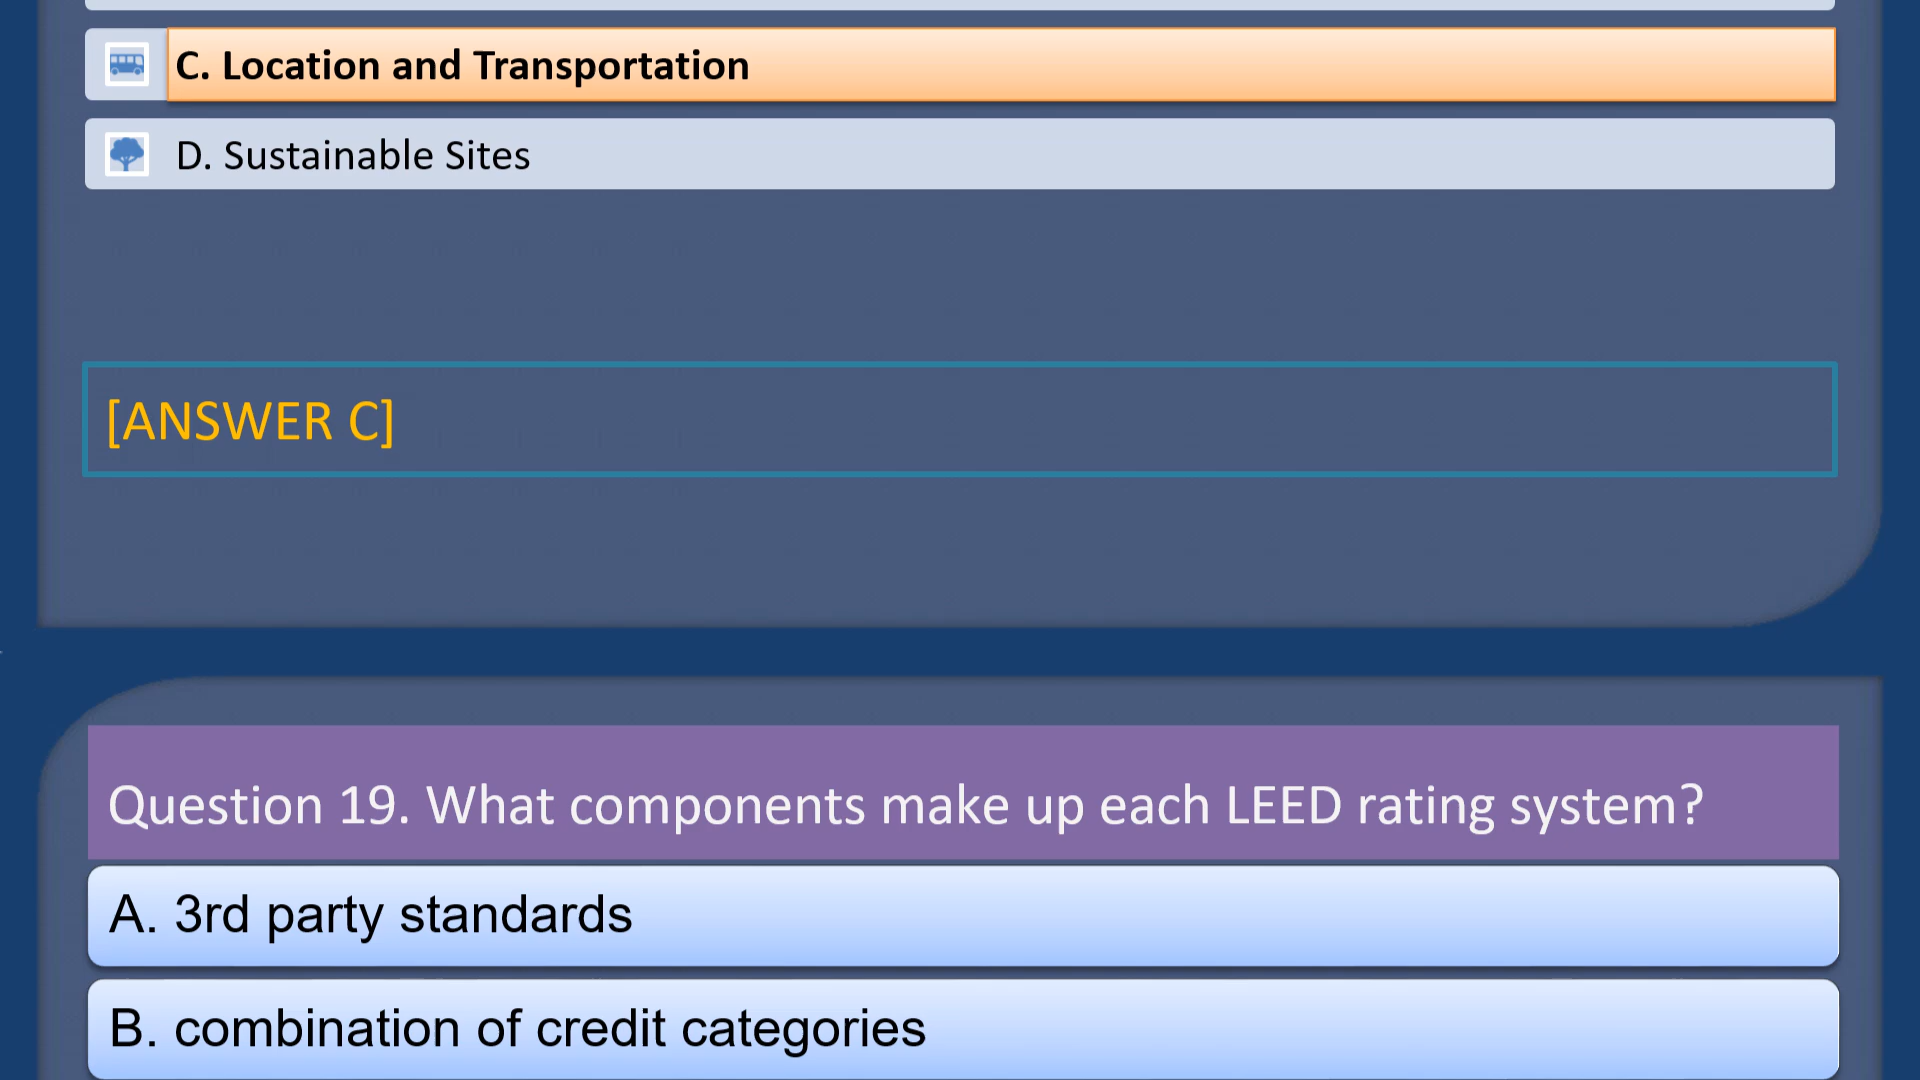 C. Location and Transportation
D. Sustainable Sites
[ANSWER C]
Question 19. What components make up each LEED rating system?
A. 3rd party standards
B. combination of credit categories